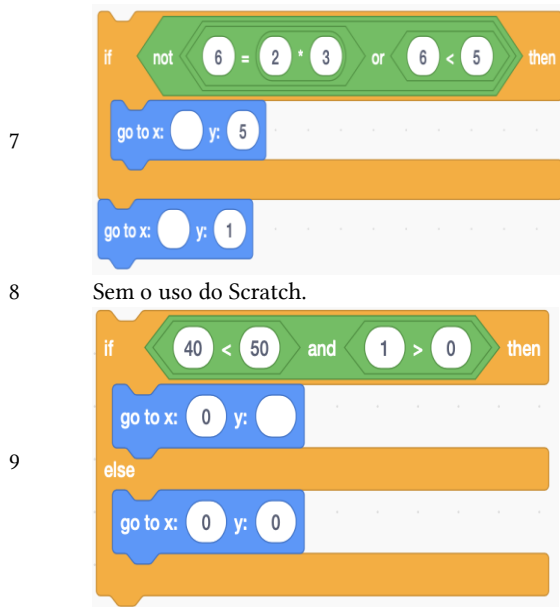 if not 6 = 2 * 3 or 6 < 5 then
7
go to x: y: 5
go to x: y: 1
8 Sem o uso do Scratch.
if 40 < 50 and 1 > 0 then
go to x: 0 y:
9
else
go to x: 0 y: 0